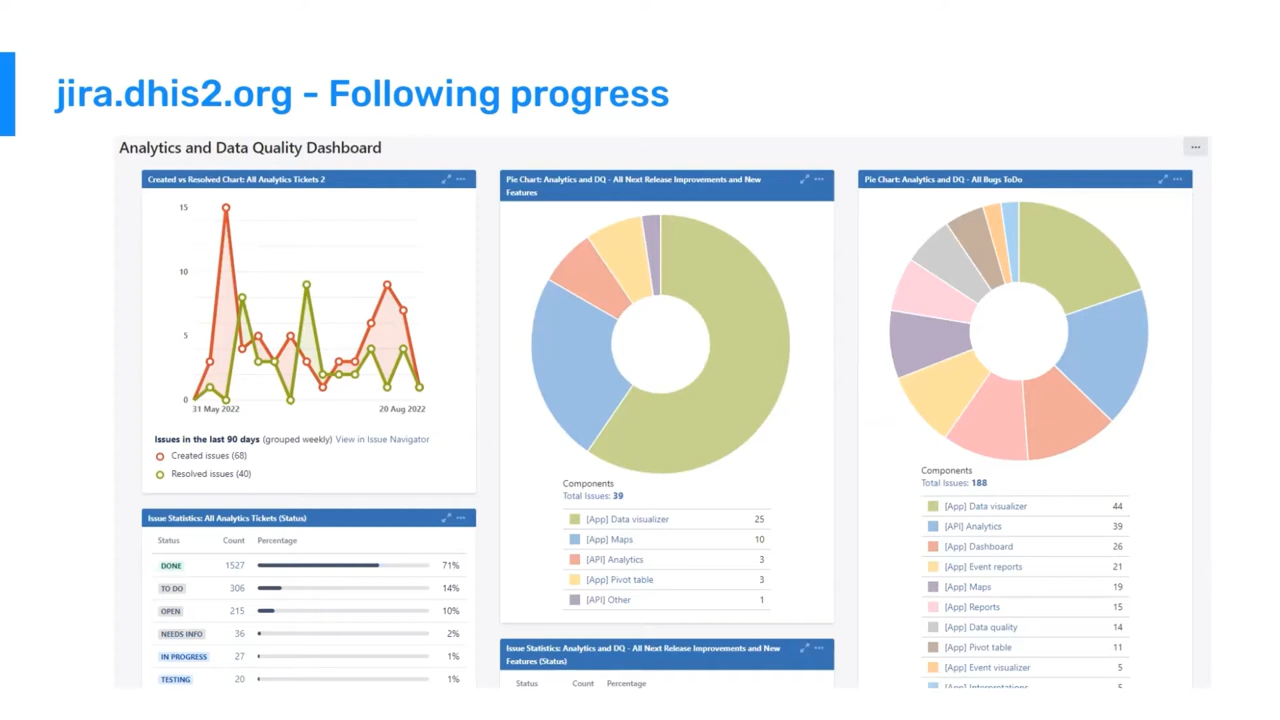 jira.dhis2.org - Following progress
Analytics and Data Quality Dashboard
Created vs Resolved Chart: All Analytics Tickets 2
15
10
5
0
31 May 2022
20 Aug 2022
Issues in the last 90 days (grouped weekly) View in Issue Navigator
Created issues (68)
Resolved issues (40)
Issue Statistics: All Analytics Tickets (Status)
Status Count Percentage
DONE 1527 71%
TO DO 306 14%
OPEN 215 10%
NEEDS INFO 36 2%
IN PROGRESS 27 1%
TESTING 20 1%
Pie Chart: Analytics and DQ - All Next Release Improvements and New
Features
Components
Total Issues: 39
[App] Data visualizer 25
[App] Maps 10
[API] Analytics 3
[App] Pivot table 3
[API] Other 1
Issue Statistics: Analytics and DQ - All Next Release Improvements and New
Features (Status)
Status Count Percentage
Pie Chart: Analytics and DQ - All Bugs ToDo
Components
Total Issues: 188
[App] Data visualizer 44
[API] Analytics 39
[App] Dashboard 26
[App] Event reports 21
[App] Maps 19
[App] Reports 15
[App] Data quality 14
[App] Pivot table 11
[App] Event visualizer 5
[App] Interpretations 5